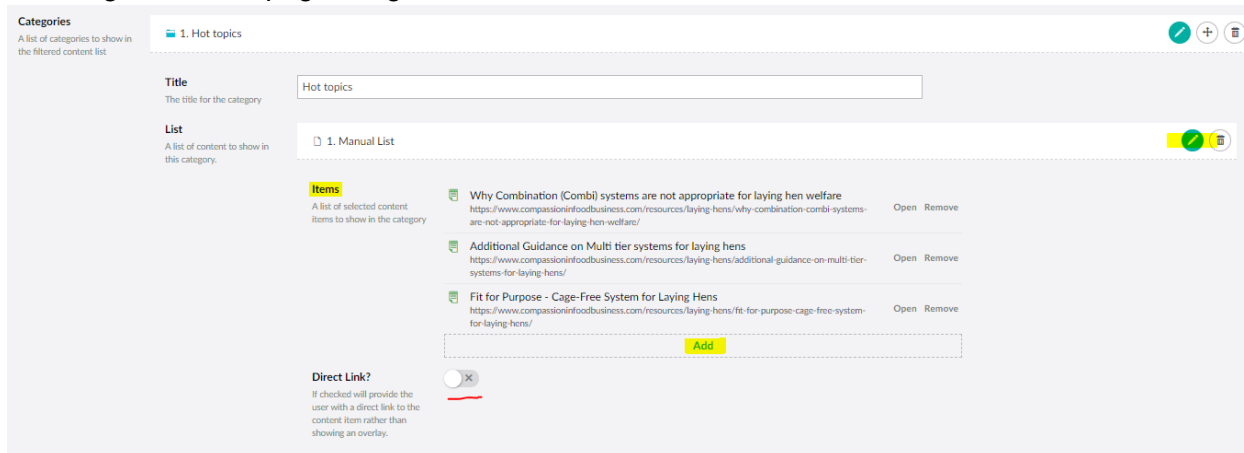 Categories
A list of categories to show in
the filtered content list
1. Hot topics
Title
The title for the category
Hot topics
List
A list of content to show in
this category.
1. Manual List
Items
A list of selected content
items to show in the category
Why Combination (Combi) systems are not appropriate for laying hen welfare
https://www.compassioninfoodbusiness.com/resources/laying-hens/why-combination-combi-systems-
are-not-appropriate-for-laying-hen-welfare/
Open Remove
Additional Guidance on Multi tier systems for laying hens
https://www.compassioninfoodbusiness.com/resources/laying-hens/additional-guidance-on-multi-tier-
systems-for-laying-hens/
Open Remove
Fit for Purpose - Cage-Free System for Laying Hens
https://www.compassioninfoodbusiness.com/resources/laying-hens/fit-for-purpose-cage-free-system-
for-laying-hens/
Open Remove
Add
Direct Link?
If checked will provide the
user with a direct link to the
content item rather than
showing an overlay.